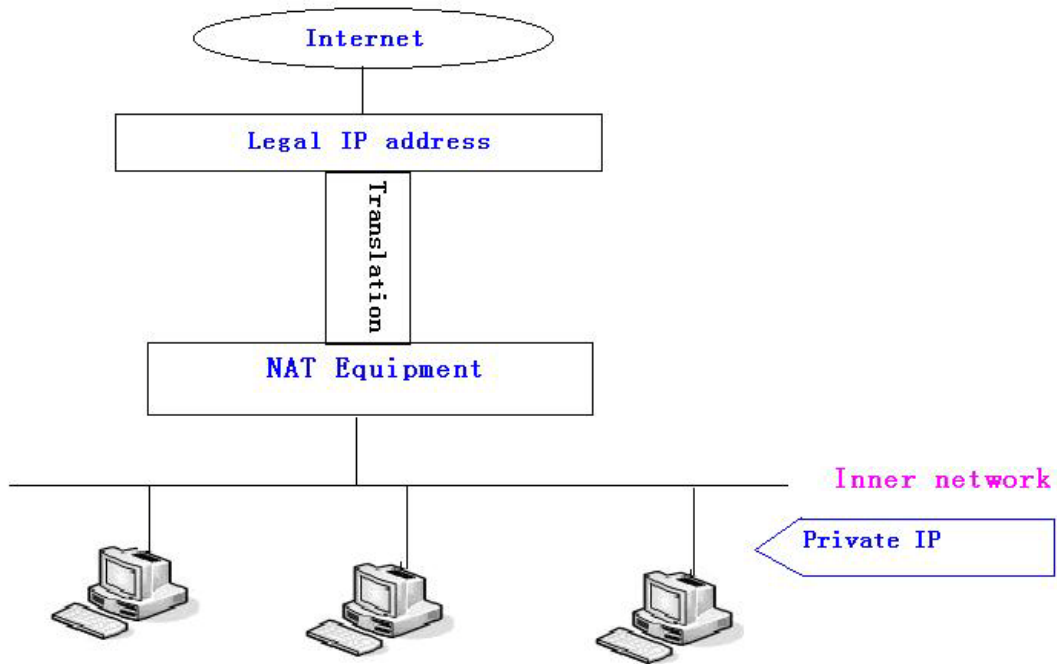 Internet
Legal IP address
Translation
NAT Equipment
Inner network
Private IP